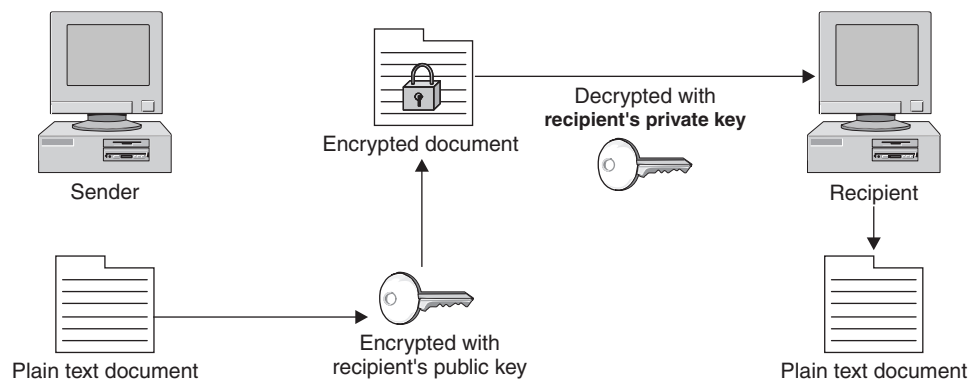 Sender
Encrypted document
Decrypted with
recipient's private key
Recipient
Plain text document
Encrypted with
recipient's public key
Plain text document